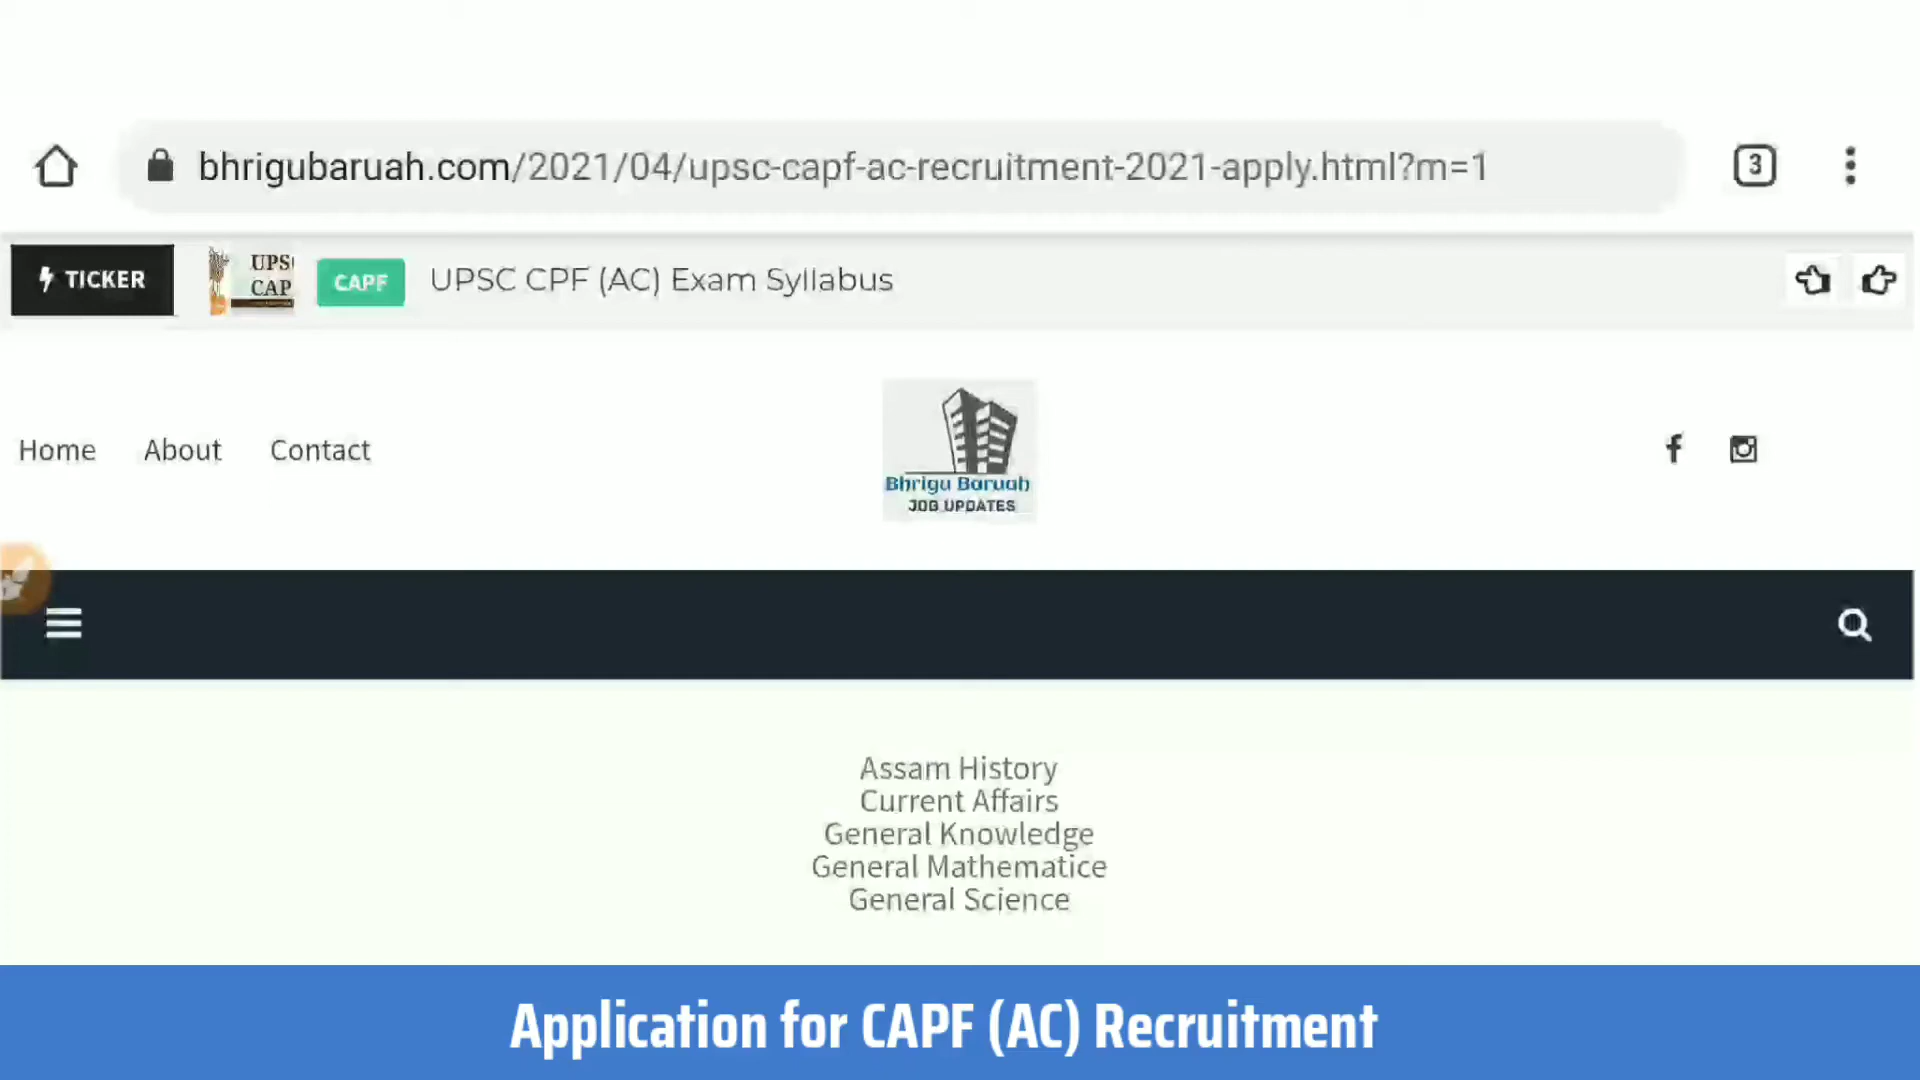 bhrigubaruah.com/2021/04/upsc-capf-ac-recruitment-2021-apply.html?m=1
3
TICKER
UPS
CAP
CAPF
UPSC CPF (AC) Exam Syllabus
Home About Contact
Bhrigu Baruah
JOB UPDATES
Assam History
Current Affairs
General Knowledge
General Mathematice
General Science
Application for CAPF (AC) Recruitment